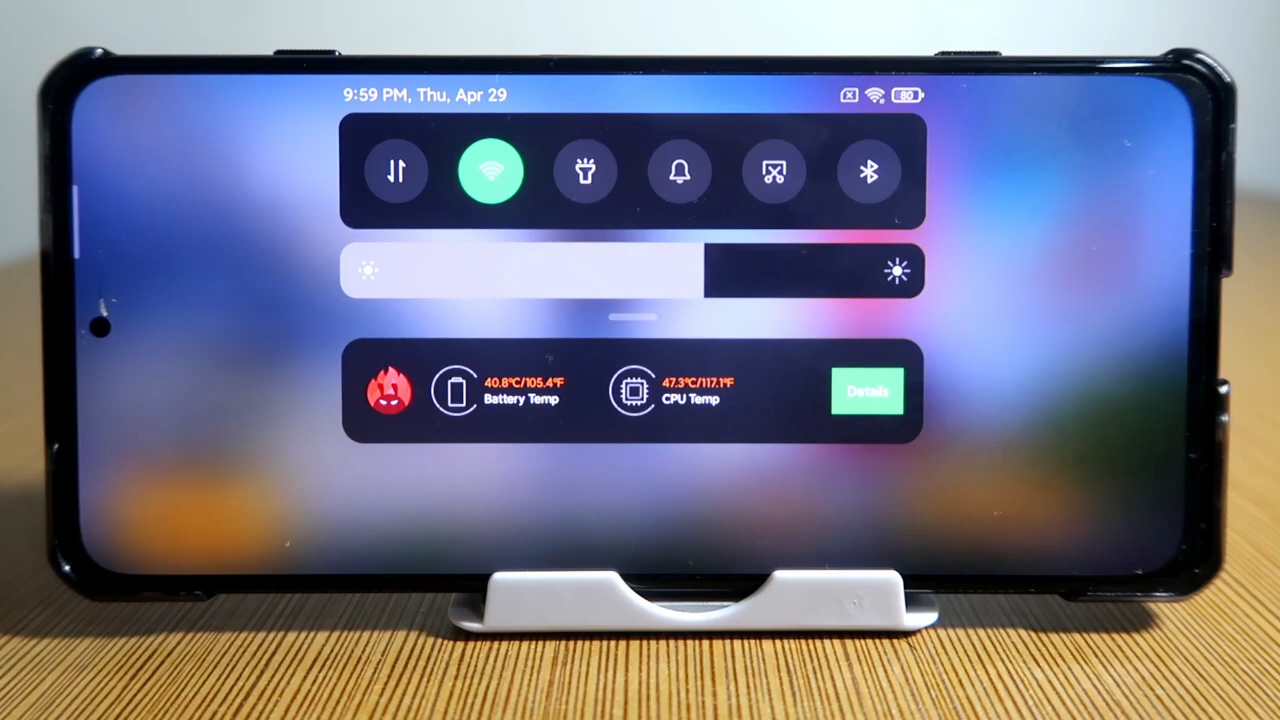 9:59 PM, Thu, Apr 29
80
40.8℃/105.4℉
Battery Temp
47.3℃/117.1℉
CPU Temp
Details